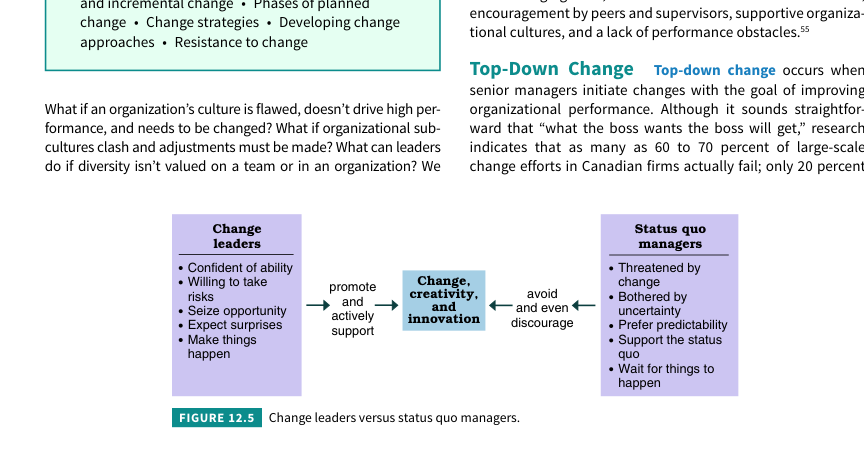 and incremental change • Phases of planned
change • Change strategies • Developing change
approaches • Resistance to change
What if an organization's culture is flawed, doesn't drive high per-
formance, and needs to be changed? What if organizational sub-
cultures clash and adjustments must be made? What can leaders
do if diversity isn't valued on a team or in an organization? We
encouragement by peers and supervisors, supportive organiza-
tional cultures, and a lack of performance obstacles.55
Top-Down Change Top-down change occurs when
senior managers initiate changes with the goal of improving
organizational performance. Although it sounds straightfor-
ward that “what the boss wants the boss will get,” research
indicates that as many as 60 to 70 percent of large-scale
change efforts in Canadian firms actually fail; only 20 percent
Change
leaders
• Confident of ability
• Willing to take
risks
• Seize opportunity
• Expect surprises
• Make things
happen
promote
and
actively
support
Change,
creativity,
and
innovation
avoid
and even
discourage
Status quo
managers
• Threatened by
change
• Bothered by
uncertainty
• Prefer predictability
• Support the status
quo
• Wait for things to
happen
FIGURE 12.5 Change leaders versus status quo managers.